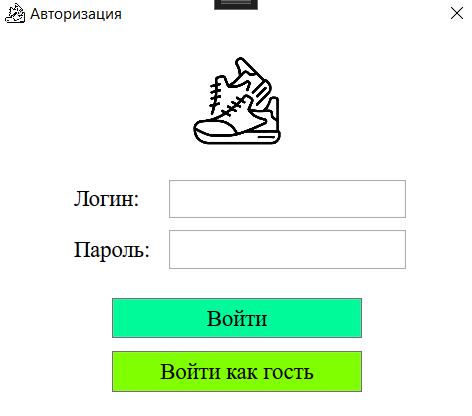 Авторизация
Логин:
Пароль:
Войти
Войти как гость